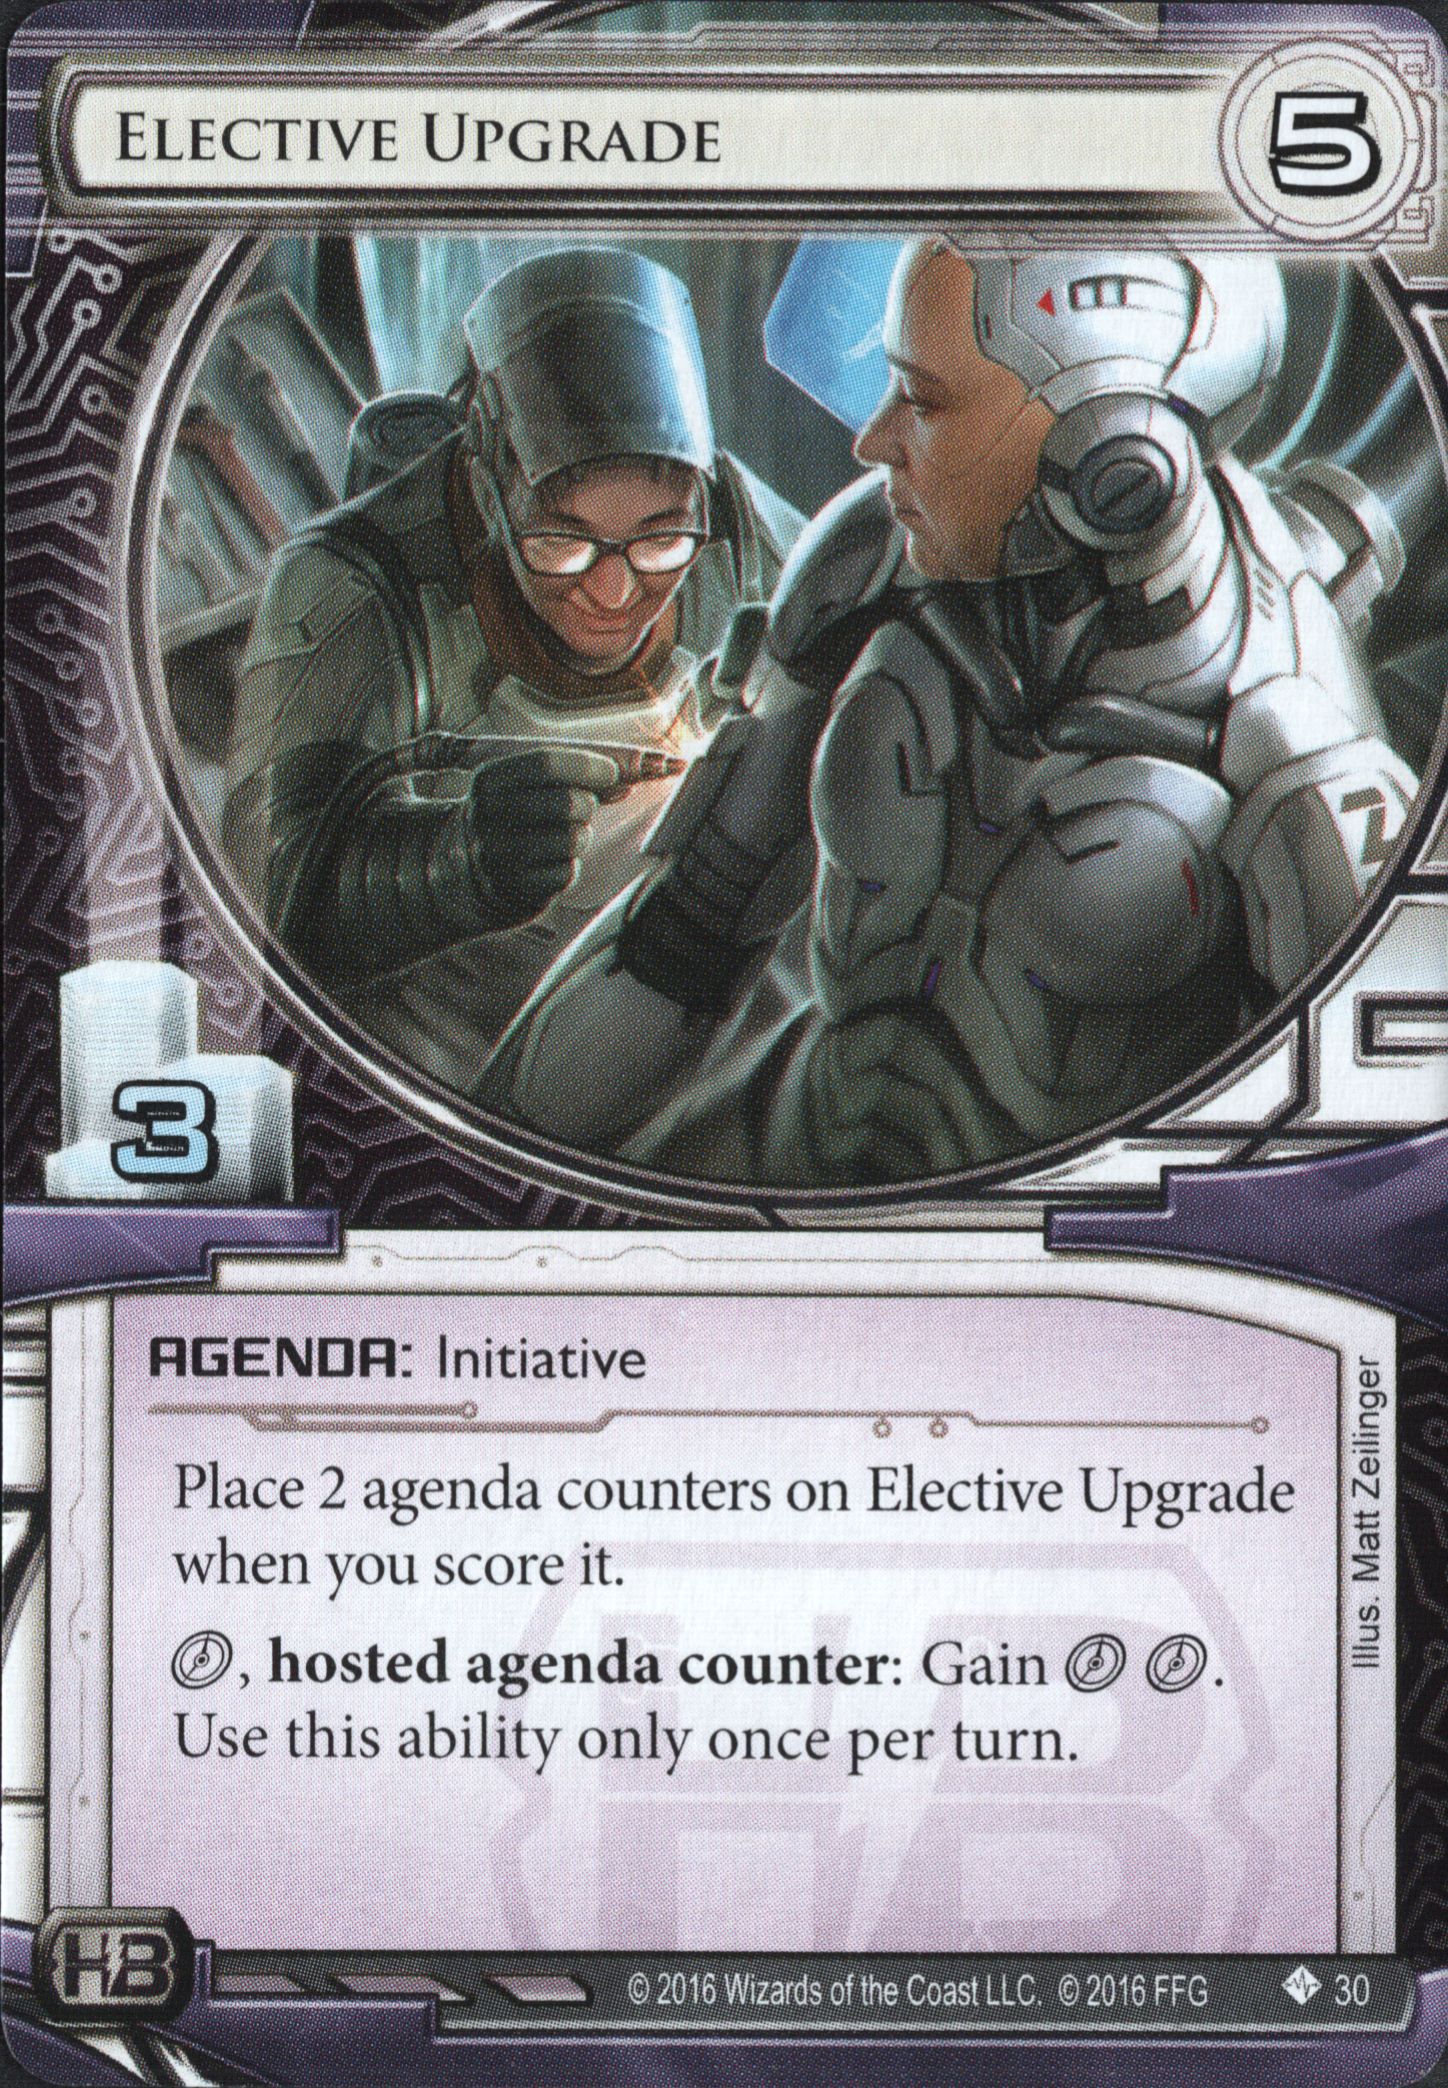 Elective Upgrade
5
3
AGENDA: Initiative
Place 2 agenda counters on Elective Upgrade
when you score it.
, hosted agenda counter: Gain .
Use this ability only once per turn.
Illus. Matt Zeilinger
HB
© 2016 Wizards of the Coast LLC. © 2016 FFG
30